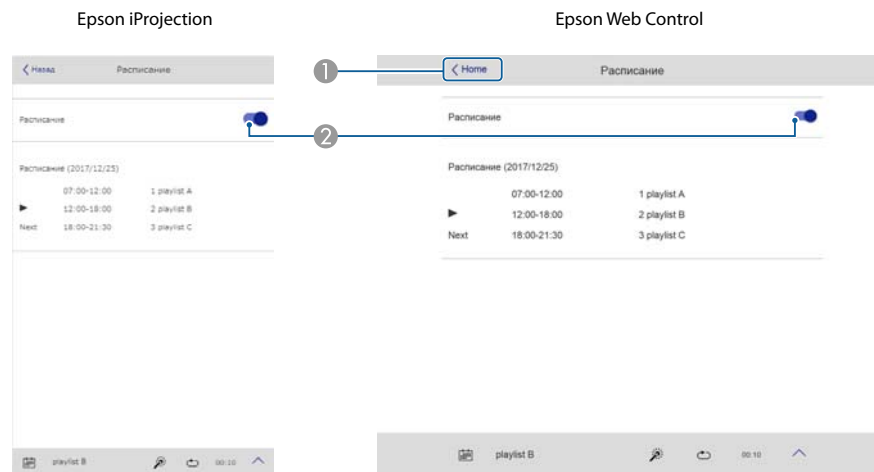 Epson iProjection
Epson Web Control
Назад
Расписание
Расписание
Расписание (2017/12/25)
07:00-12:00 1 playlist A
12:00-18:00 2 playlist B
Next 18:00-21:30 3 playlist C
playlist B 00:10
1
2
Home
Расписание
Расписание
Расписание (2017/12/25)
07:00-12:00 1 playlist A
12:00-18:00 2 playlist B
Next 18:00-21:30 3 playlist C
playlist B 00:10